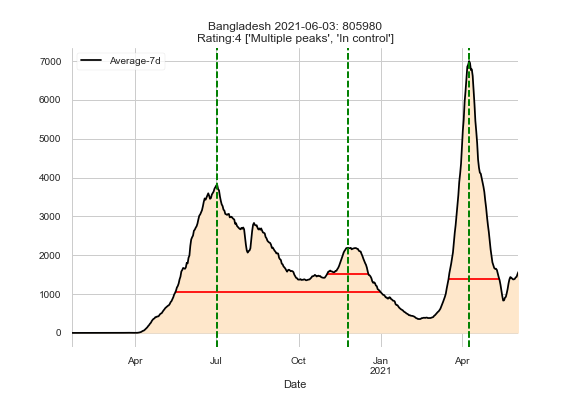 Bangladesh 2021-06-03: 805980
Rating:4 ['Multiple peaks', 'In control']
Average-7d
7000
6000
5000
4000
3000
2000
1000
0
Apr Jul Oct Jan Apr
2021
Date